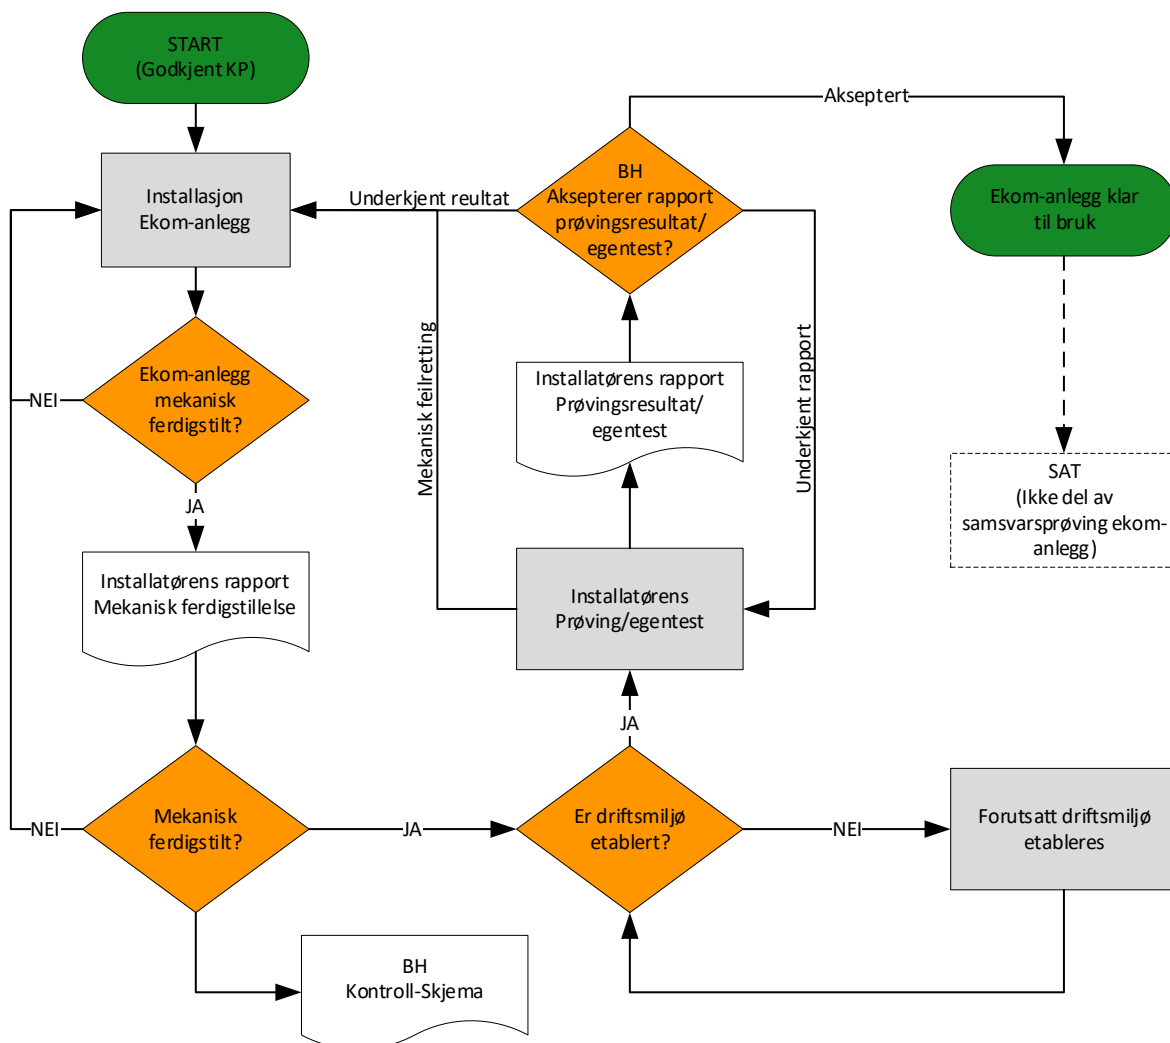 START
(Godkjent KP)
Akseptert
Installasjon
Ekom-anlegg
Underkjent reultat
BH
Aksepterer rapport
prøvingsresultat/
egentest?
Ekom-anlegg klar
til bruk
Ekom-anlegg
mekanisk
ferdigstilt?
NEI
JA
Mekanisk feilretting
Installatørens rapport
Prøvingsresultat/
egentest
Underkjent rapport
SAT
(Ikke del av
samsvarsprøving ekom-
anlegg)
Installatørens rapport
Mekanisk ferdigstillelse
Installatørens
Prøving/egentest
JA
NEI
Mekanisk
ferdigstilt?
JA
Er driftsmiljø
etablert?
NEI
Forutsatt driftsmiljø
etableres
BH
Kontroll-Skjema